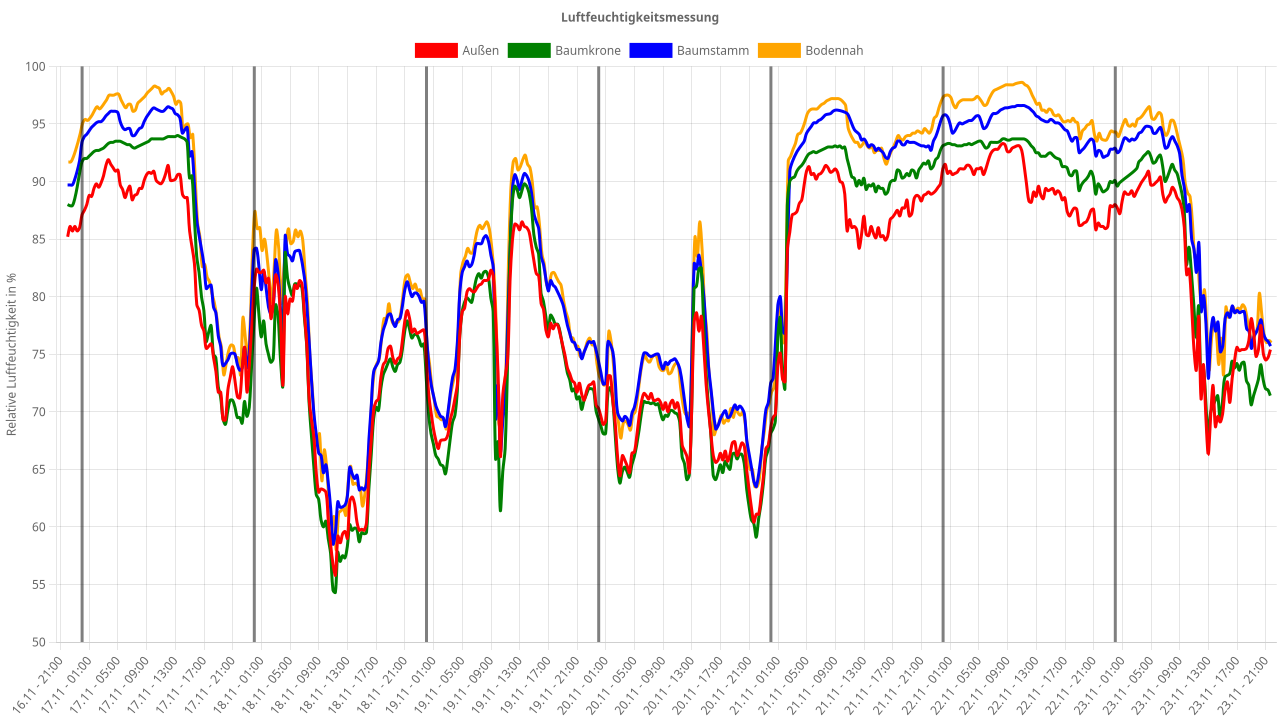 Luftfeuchtigkeitsmessung
Außen Baumkrone Baumstamm Bodennah
Relative Luftfeuchtigkeit in %
100
95
90
85
80
75
70
65
60
55
50
16.11 - 21:00
17.11 - 01:00
17.11 - 05:00
17.11 - 09:00
17.11 - 13:00
17.11 - 17:00
17.11 - 21:00
18.11 - 01:00
18.11 - 05:00
18.11 - 09:00
18.11 - 13:00
18.11 - 17:00
18.11 - 21:00
19.11 - 01:00
19.11 - 05:00
19.11 - 09:00
19.11 - 13:00
19.11 - 17:00
19.11 - 21:00
20.11 - 01:00
20.11 - 05:00
20.11 - 09:00
20.11 - 13:00
20.11 - 17:00
20.11 - 21:00
21.11 - 01:00
21.11 - 05:00
21.11 - 09:00
21.11 - 13:00
21.11 - 17:00
21.11 - 21:00
22.11 - 01:00
22.11 - 05:00
22.11 - 09:00
22.11 - 13:00
22.11 - 17:00
22.11 - 21:00
23.11 - 01:00
23.11 - 05:00
23.11 - 09:00
23.11 - 13:00
23.11 - 17:00
23.11 - 21:00